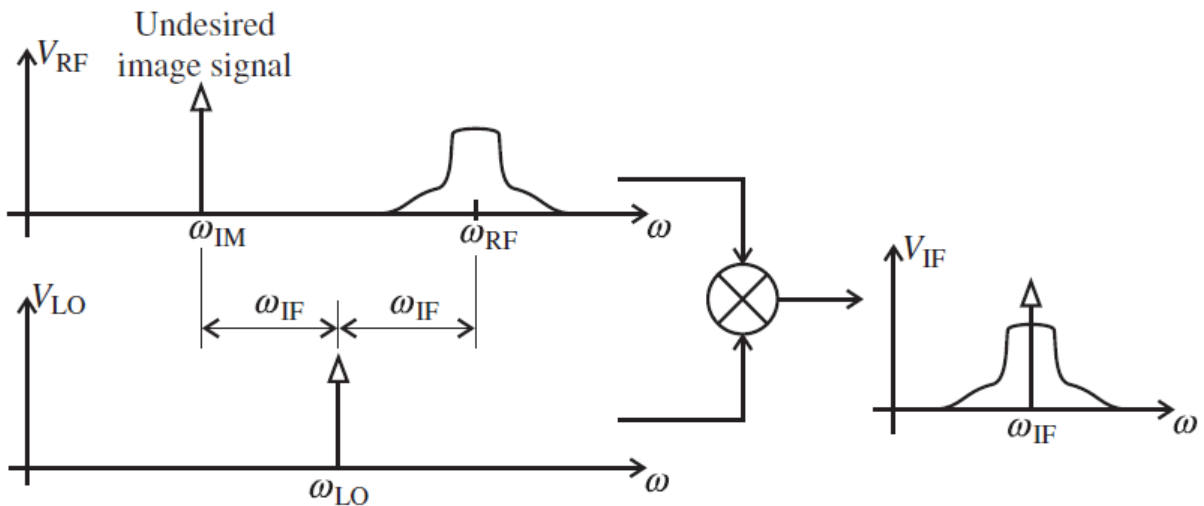 Undesired
image signal
V_RF
ω_IM
ω_RF
ω
V_LO
ω_IF
ω_IF
ω_LO
ω
V_IF
ω_IF
ω